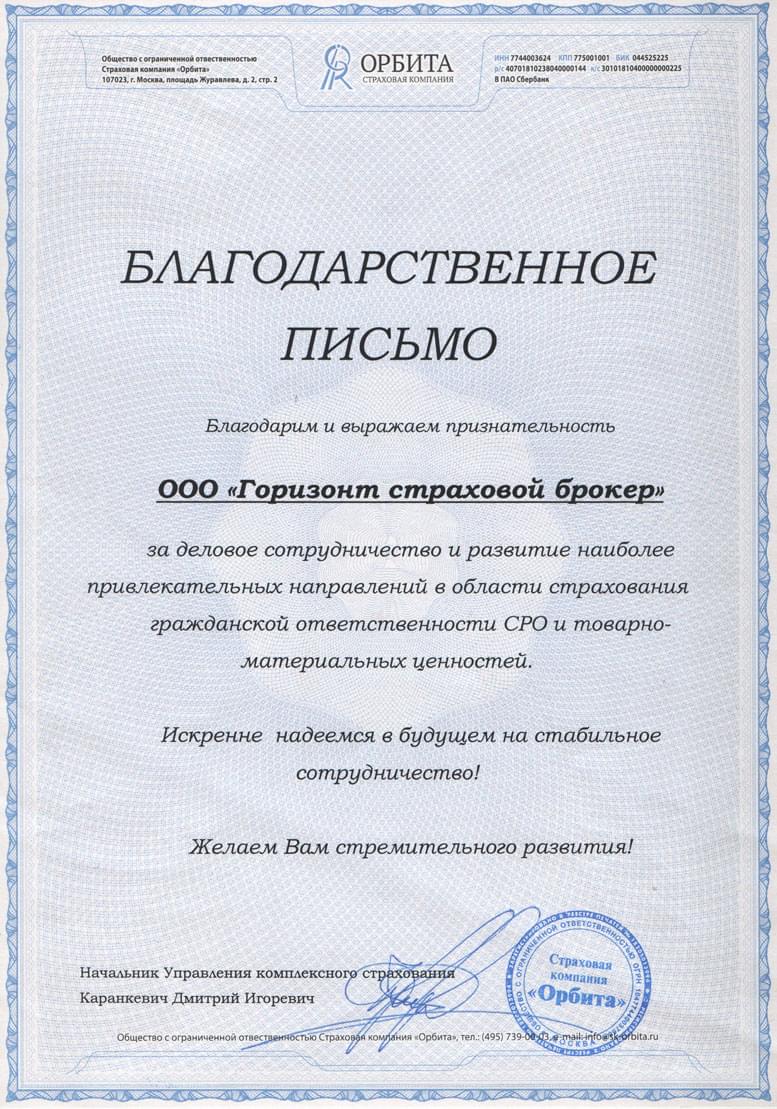 Общество с ограниченной ответственностью
Страховая компания «Орбита»
107023, г. Москва, площадь Журавлева, д. 2, стр. 2
ОРБИТА
СТРАХОВАЯ КОМПАНИЯ
ИНН 7744003624 КПП 775001001 БИК 044525225
р/с 40701810238040000144 к/с 30101810400000000225
В ПАО Сбербанк
БЛАГОДАРСТВЕННОЕ
ПИСЬМО
Благодарим и выражаем признательность
ООО «Горизонт страховой брокер»
за деловое сотрудничество и развитие наиболее
привлекательных направлений в области страхования
гражданской ответственности СРО и товарно-
материальных ценностей.
Искренне надеемся в будущем на стабильное
сотрудничество!
Желаем Вам стремительного развития!
Начальник Управления комплексного страхования
Каранкевич Дмитрий Игоревич
Страховая
компания
«Орбита»
ОБЩЕСТВО С ОГРАНИЧЕННОЙ ОТВЕТСТВЕННОСТЬЮ ОГРН
МОСКВА
Общество с ограниченной ответственностью Страховая компания «Орбита», тел.: (495) 739-00-03, e-mail: info@sk-orbita.ru